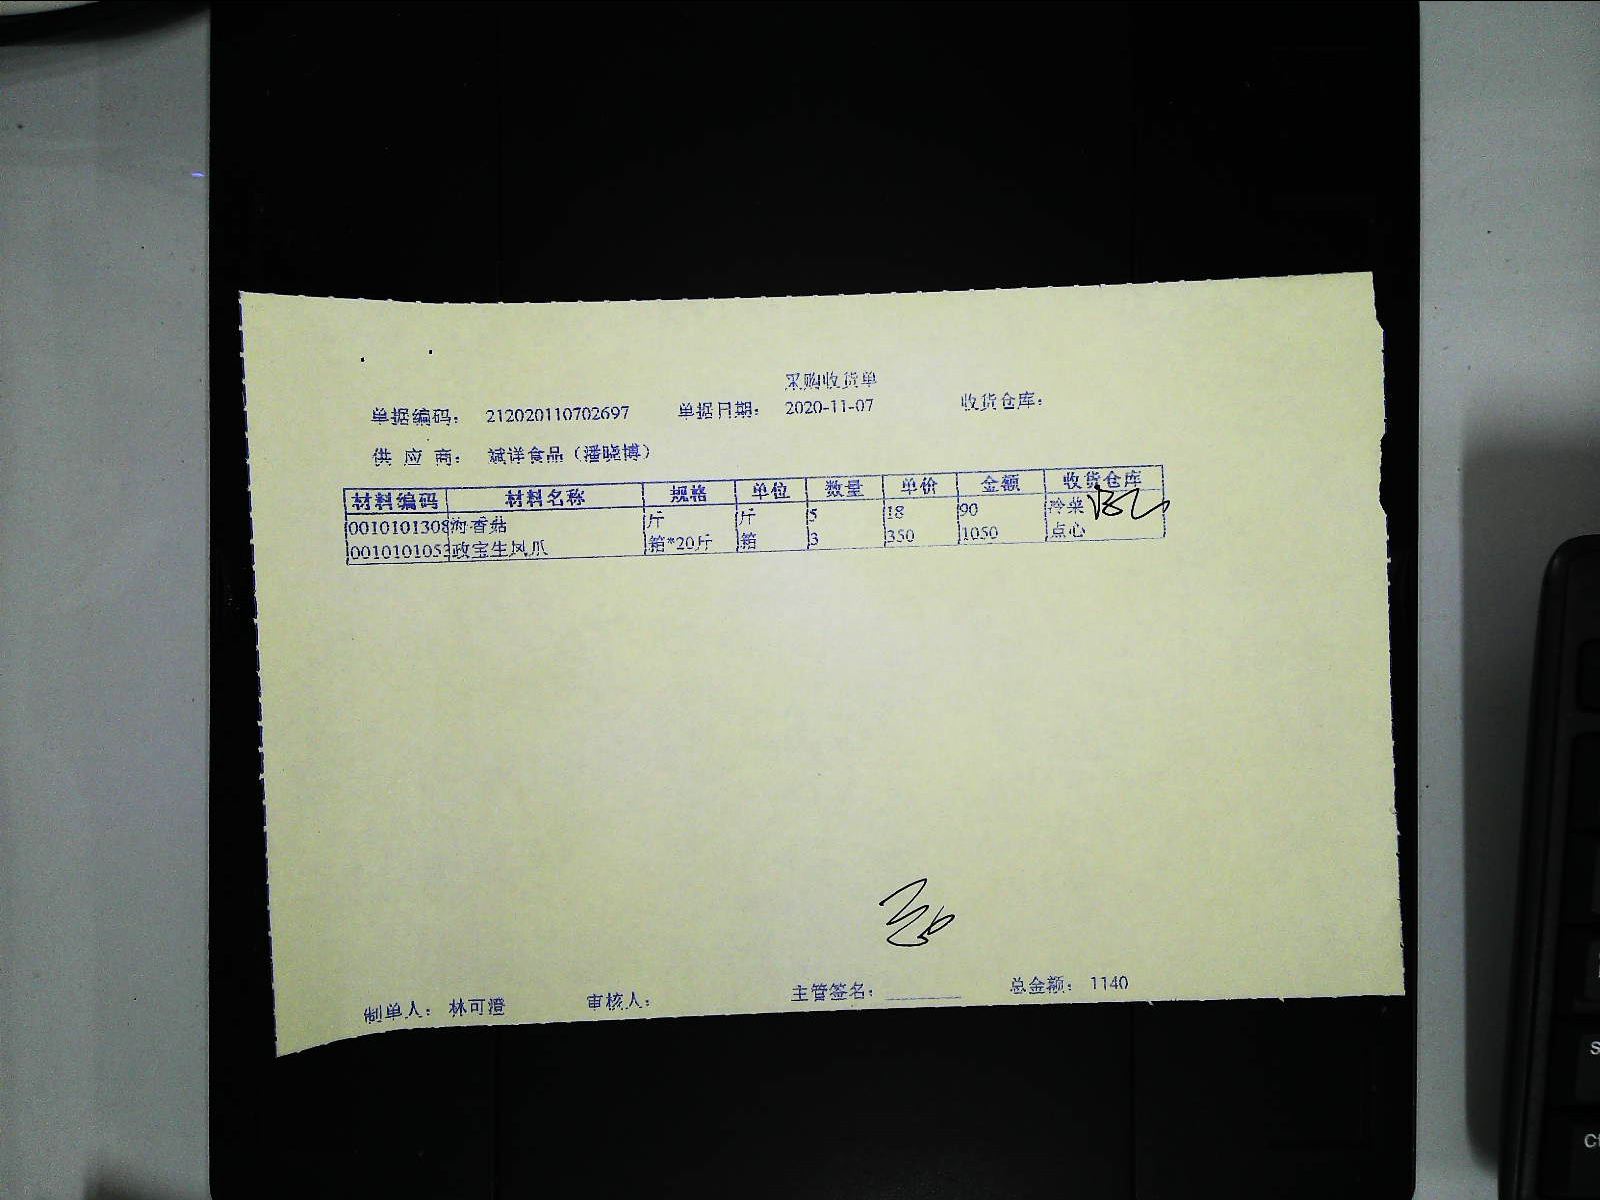 采购收货单
单据编码： 212020110702697 单据日期： 2020-11-07 收货仓库：
供 应 商： 斌洋食品（潘晓博）
材料编码 材料名称 规格 单位 数量 单价 金额 收货仓库
0010101308 海香菇 斤 斤 5 18 90 冷菜
0010101053 政宝生凤爪 箱*20斤 箱 3 350 1050 点心
制单人： 林可澄 审核人： 主管签名： 总金额： 1140
S